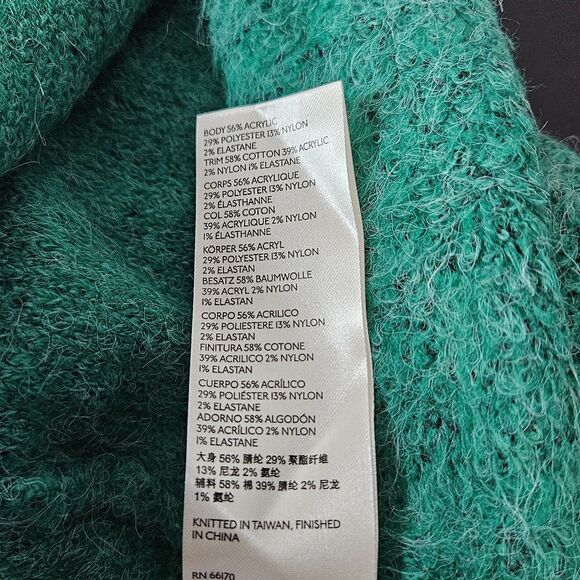 BODY 56% ACRYLIC
29% POLYESTER 13% NYLON
2% ELASTANE
TRIM 58% COTTON 39% ACRYLIC
2% NYLON 1% ELASTANE
CORPS 56% ACRYLIQUE
29% POLYESTER 13% NYLON
2% ÉLASTHANNE
COL 58% COTON
39% ACRYLIQUE 2% NYLON
1% ÉLASTHANNE
KÖRPER 56% ACRYL
29% POLYESTER 13% NYLON
2% ELASTAN
BESATZ 58% BAUMWOLLE
39% ACRYL 2% NYLON
1% ELASTAN
CORPO 56% ACRILICO
29% POLIESTERE 13% NYLON
2% ELASTAN
FINITURA 58% COTONE
39% ACRILICO 2% NYLON
1% ELASTAN
CUERPO 56% ACRÍLICO
29% POLIÉSTER 13% NYLON
2% ELASTANE
ADORNO 58% ALGODÓN
39% ACRÍLICO 2% NYLON
1% ELASTANE
大身 56% 腈纶 29% 聚酯纤维
13% 尼龙 2% 氨纶
辅料 58% 棉 39% 腈纶 2% 尼龙
1% 氨纶
KNITTED IN TAIWAN, FINISHED
IN CHINA
RN 66170